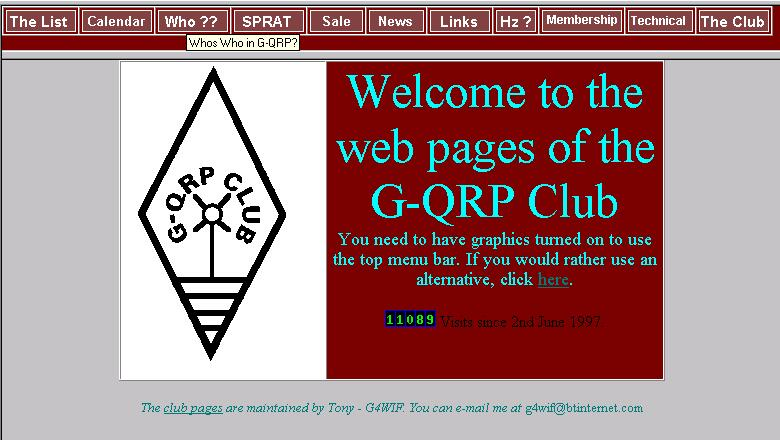 The List Calendar Who ?? SPRAT Sale News Links Hz ? Membership Technical The Club
Whos Who in G-QRP?
G-QRP CLUB
Welcome to the
web pages of the
G-QRP Club
You need to have graphics turned on to use
the top menu bar. If you would rather use an
alternative, click here.
11089 Visits since 2nd June 1997
The club pages are maintained by Tony - G4WIF. You can e-mail me at g4wif@btinternet.com